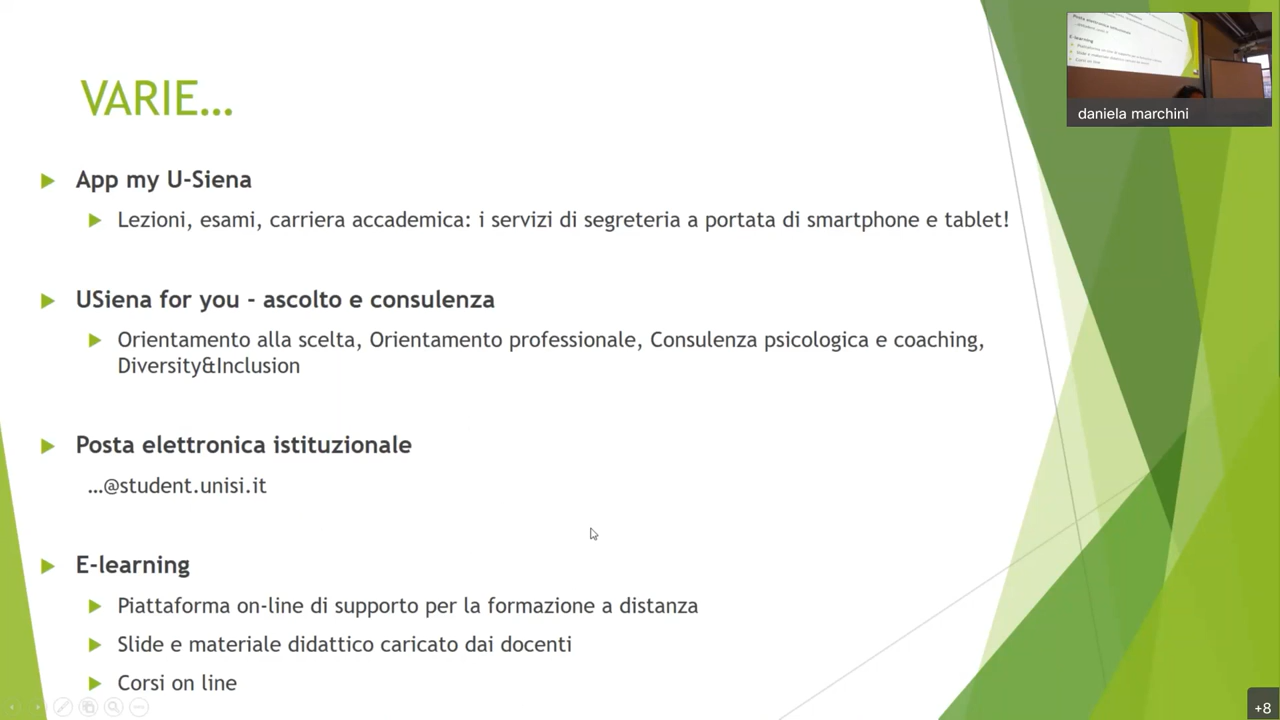 VARIE...
App my U-Siena
Lezioni, esami, carriera accademica: i servizi di segreteria a portata di smartphone e tablet!
USiena for you - ascolto e consulenza
Orientamento alla scelta, Orientamento professionale, Consulenza psicologica e coaching,
Diversity&Inclusion
Posta elettronica istituzionale
...@student.unisi.it
E-learning
Piattaforma on-line di supporto per la formazione a distanza
Slide e materiale didattico caricato dai docenti
Corsi on line
daniela marchini
+8